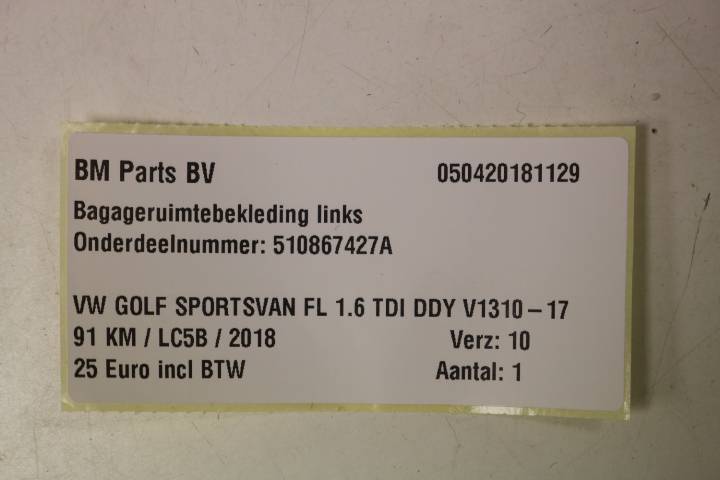 BM Parts BV 050420181129
Bagageruimtebekleding links
Onderdeelnummer: 510867427A
VW GOLF SPORTSVAN FL 1.6 TDI DDY V1310-17
91 KM / LC5B / 2018 Verz: 10
25 Euro incl BTW Aantal: 1